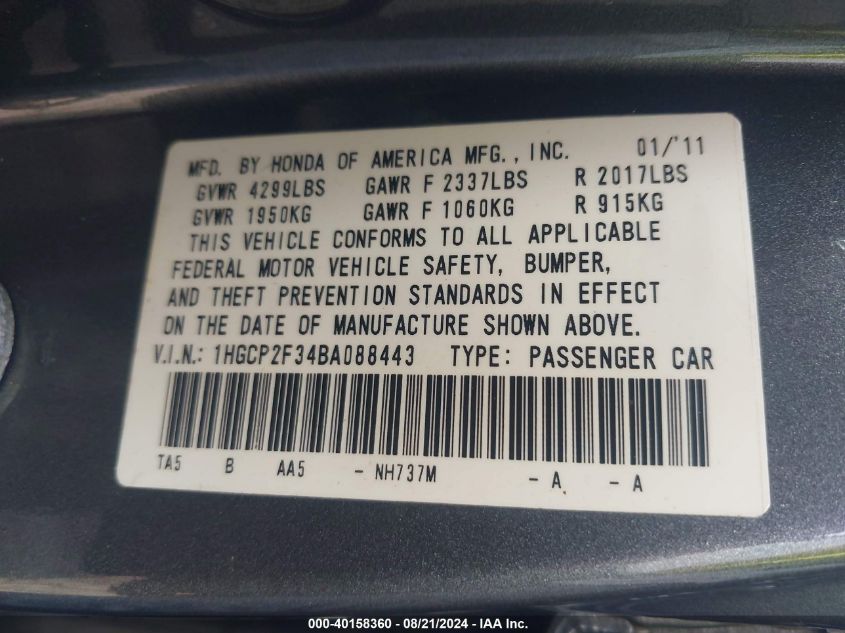 MFD. BY HONDA OF AMERICA MFG., INC. 01/'11
GVWR 4299LBS GAWR F 2337LBS R 2017LBS
GVWR 1950KG GAWR F 1060KG R 915KG
THIS VEHICLE CONFORMS TO ALL APPLICABLE
FEDERAL MOTOR VEHICLE SAFETY, BUMPER,
AND THEFT PREVENTION STANDARDS IN EFFECT
ON THE DATE OF MANUFACTURE SHOWN ABOVE.
V.I.N.: 1HGCP2F34BA088443 TYPE: PASSENGER CAR
TA5 B AA5 - NH737M - A - A
000-40158360 - 08/21/2024 - IAA Inc.